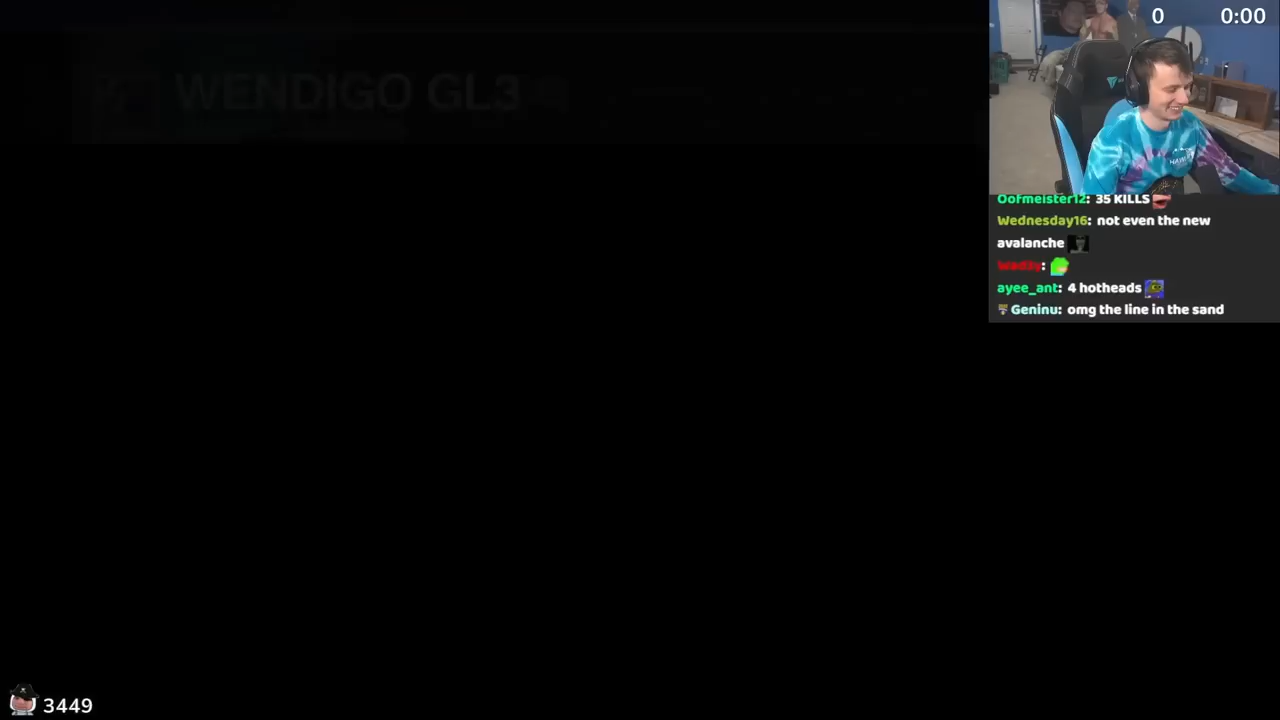 WENDIGO GL3
0 0:00
Oofmeister12: 35 KILLS
Wednesday16: not even the new
avalanche
Wad3y:
ayee_ant: 4 hotheads
Geninu: omg the line in the sand
3449